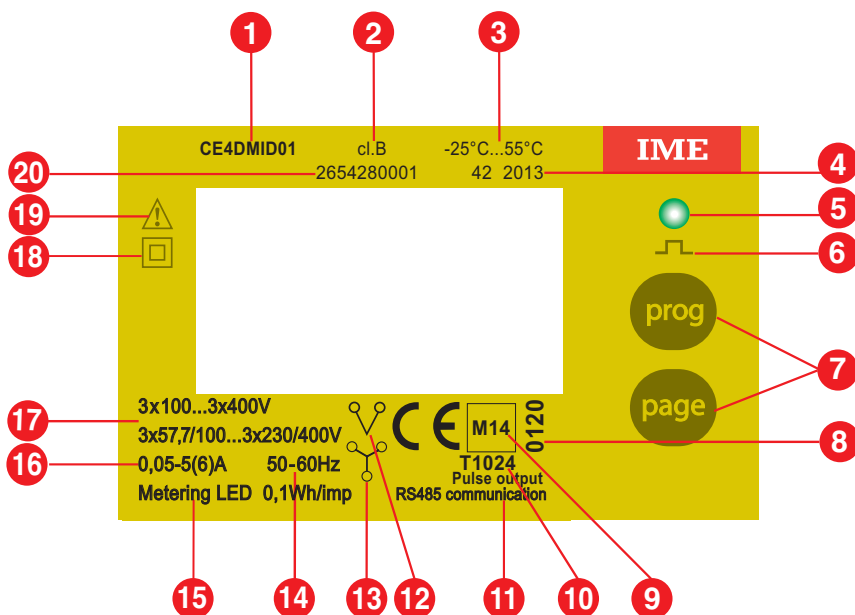 1 2 3
CE4DMID01 cl.B -25°C...55°C IME
20 2654280001 42 2013 4
19 5
18 6
prog
7
page
17 3x100...3x400V
3x57,7/100...3x230/400V
CE M14 0120 8
16 0,05-5(6)A 50-60Hz T1024
Pulse output
Metering LED 0,1Wh/imp RS485 communication
15 14 13 12 11 10 9